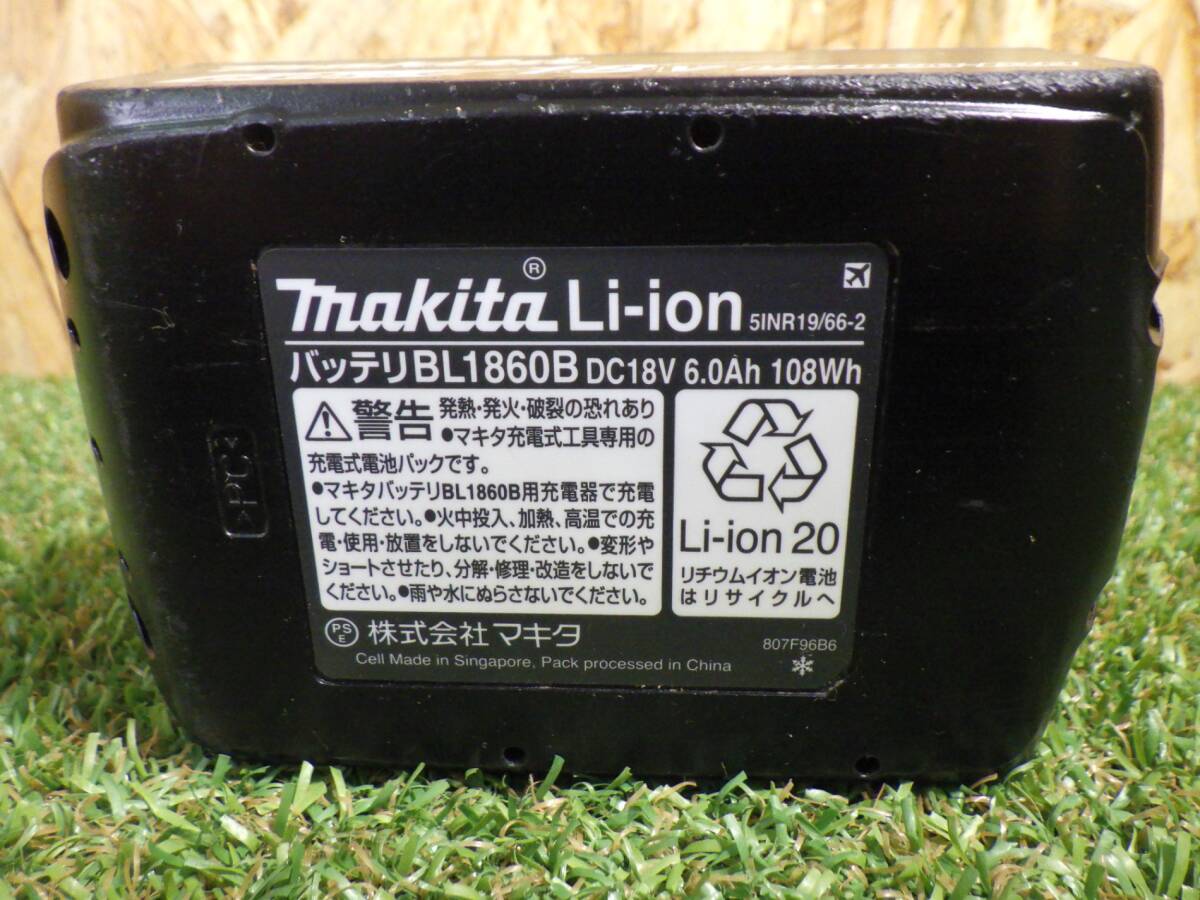 makita® Li-ion 5INR19/66-2
バッテリBL1860B DC18V 6.0Ah 108Wh
警告 発熱・発火・破裂の恐れあり
●マキタ充電式工具専用の
充電式電池パックです。
●マキタバッテリBL1860B用充電器で充電
してください。●火中投入、加熱、高温での充
電・使用・放置をしないでください。●変形や
ショートさせたり、分解・修理・改造をしないで
ください。●雨や水にぬらさないでください。
Li-ion 20
リチウムイオン電池
はリサイクルへ
PS
E
株式会社マキタ
807F96B6
Cell Made in Singapore, Pack processed in China
>PC<